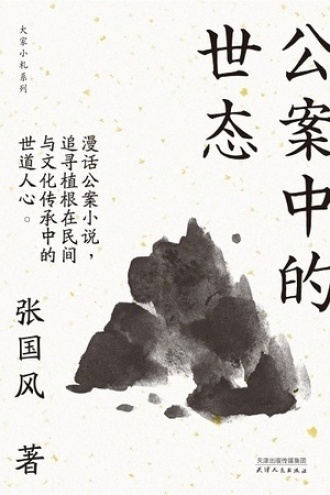 公案中的
世态
大家小札系列
漫话公案小说，
追寻植根在民间
与文化传承中的
世道人心。
张国风 著
天津出版传媒集团
天津人民出版社